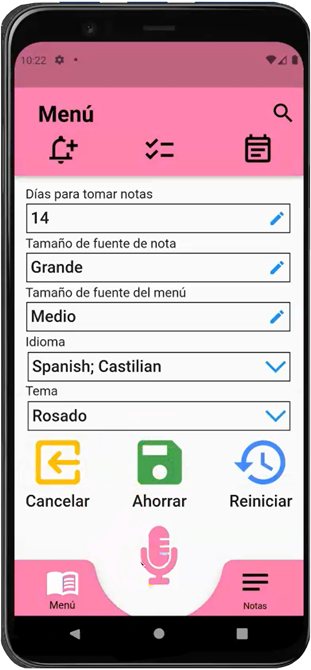 10:22
Menú
Días para tomar notas
14
Tamaño de fuente de nota
Grande
Tamaño de fuente del menú
Medio
Idioma
Spanish; Castilian
Tema
Rosado
Cancelar Ahorrar Reiniciar
Menú Notas